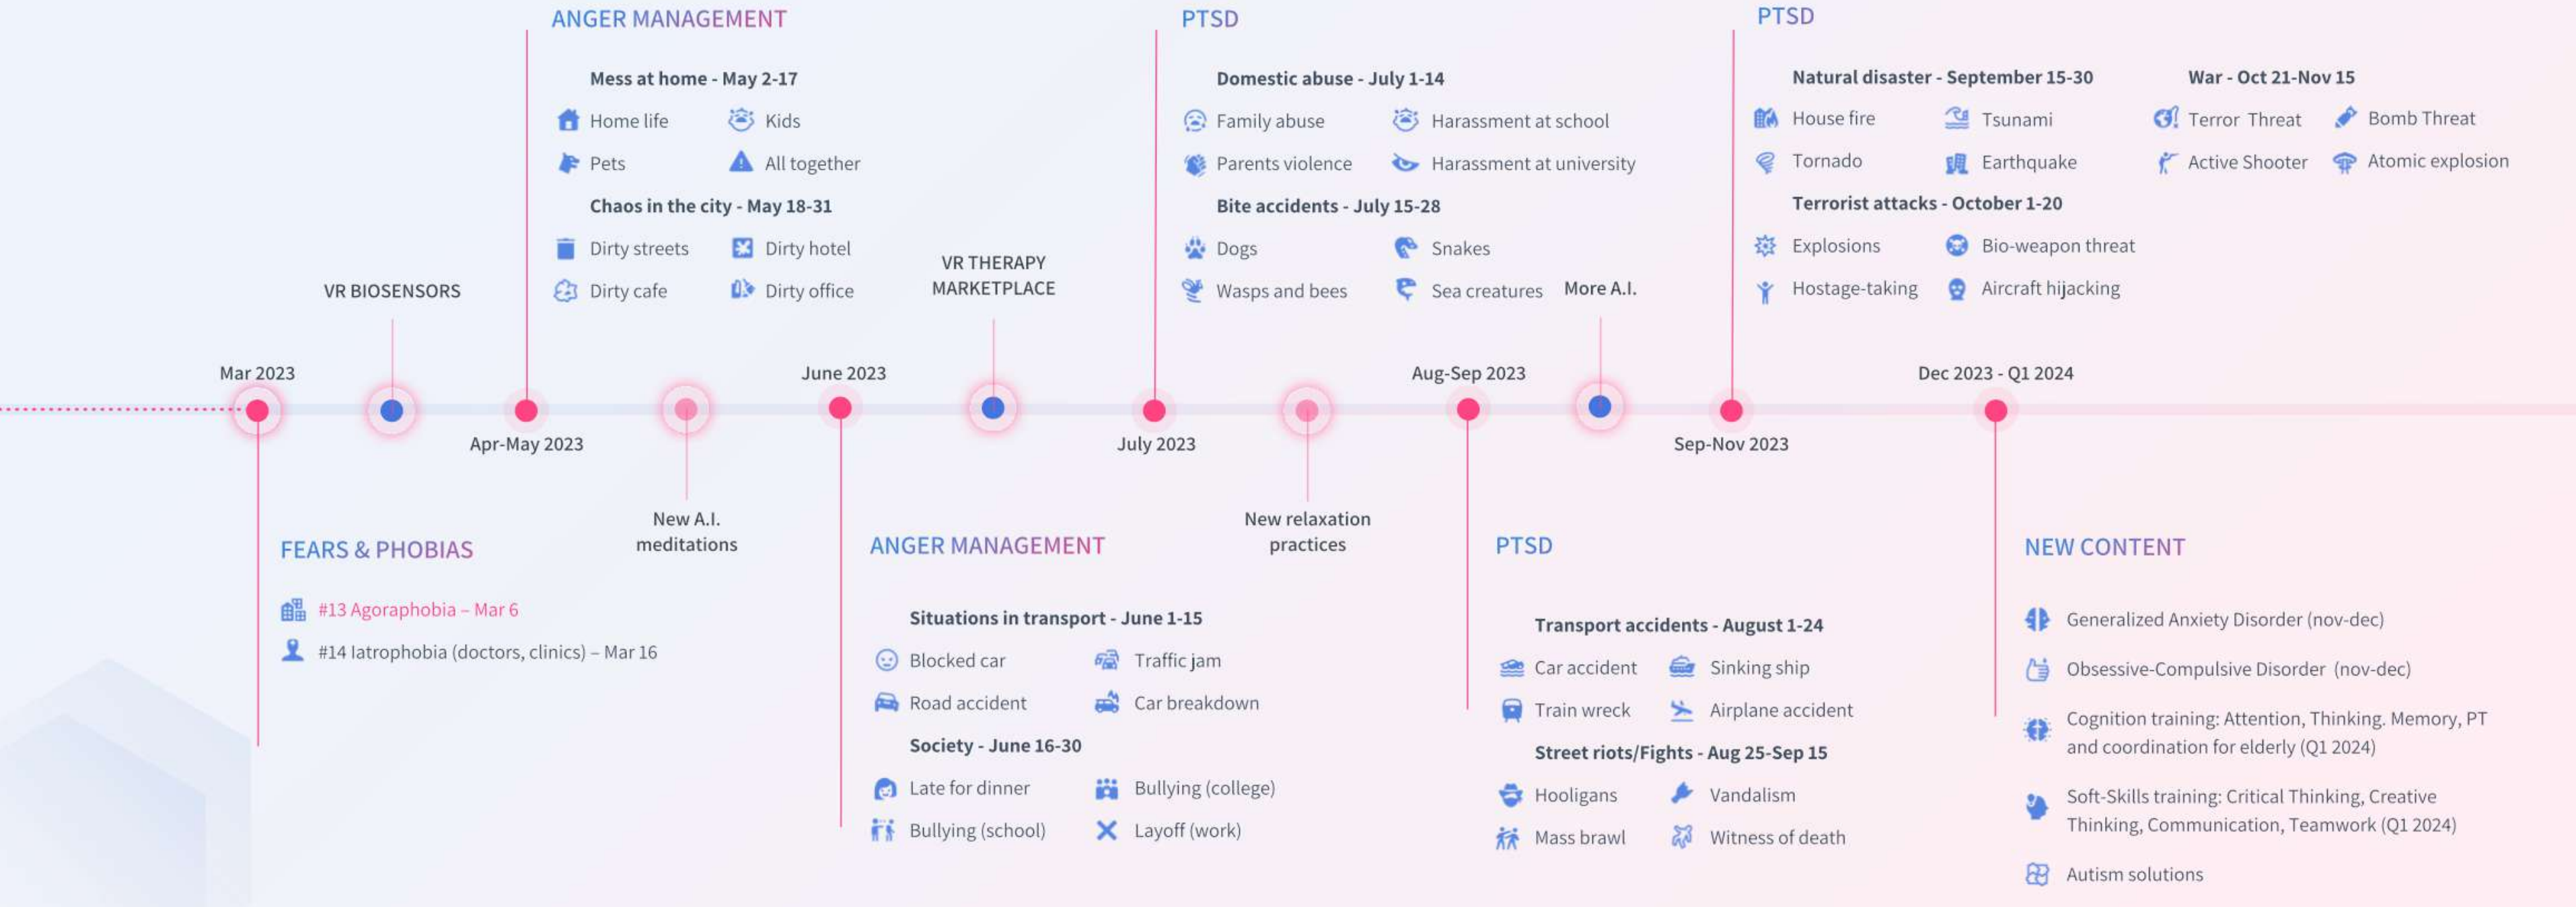 ANGER MANAGEMENT
Mess at home - May 2-17
Home life
Kids
Pets
All together
Chaos in the city - May 18-31
Dirty streets
Dirty hotel
Dirty cafe
Dirty office
PTSD
Domestic abuse - July 1-14
Family abuse
Harassment at school
Parents violence
Harassment at university
Bite accidents - July 15-28
Dogs
Snakes
Wasps and bees
Sea creatures
PTSD
Natural disaster - September 15-30
House fire
Tsunami
Tornado
Earthquake
Terrorist attacks - October 1-20
Explosions
Bio-weapon threat
Hostage-taking
Aircraft hijacking
War - Oct 21-Nov 15
Terror Threat
Bomb Threat
Active Shooter
Atomic explosion
VR BIOSENSORS
VR THERAPY
MARKETPLACE
More A.I.
Mar 2023
Apr-May 2023
June 2023
July 2023
Aug-Sep 2023
Sep-Nov 2023
Dec 2023 - Q1 2024
New A.I.
meditations
New relaxation
practices
FEARS & PHOBIAS
#13 Agoraphobia – Mar 6
#14 Iatrophobia (doctors, clinics) – Mar 16
ANGER MANAGEMENT
Situations in transport - June 1-15
Blocked car
Traffic jam
Road accident
Car breakdown
Society - June 16-30
Late for dinner
Bullying (college)
Bullying (school)
Layoff (work)
PTSD
Transport accidents - August 1-24
Car accident
Sinking ship
Train wreck
Airplane accident
Street riots/Fights - Aug 25-Sep 15
Hooligans
Vandalism
Mass brawl
Witness of death
NEW CONTENT
Generalized Anxiety Disorder (nov-dec)
Obsessive-Compulsive Disorder (nov-dec)
Cognition training: Attention, Thinking. Memory, PT
and coordination for elderly (Q1 2024)
Soft-Skills training: Critical Thinking, Creative
Thinking, Communication, Teamwork (Q1 2024)
Autism solutions